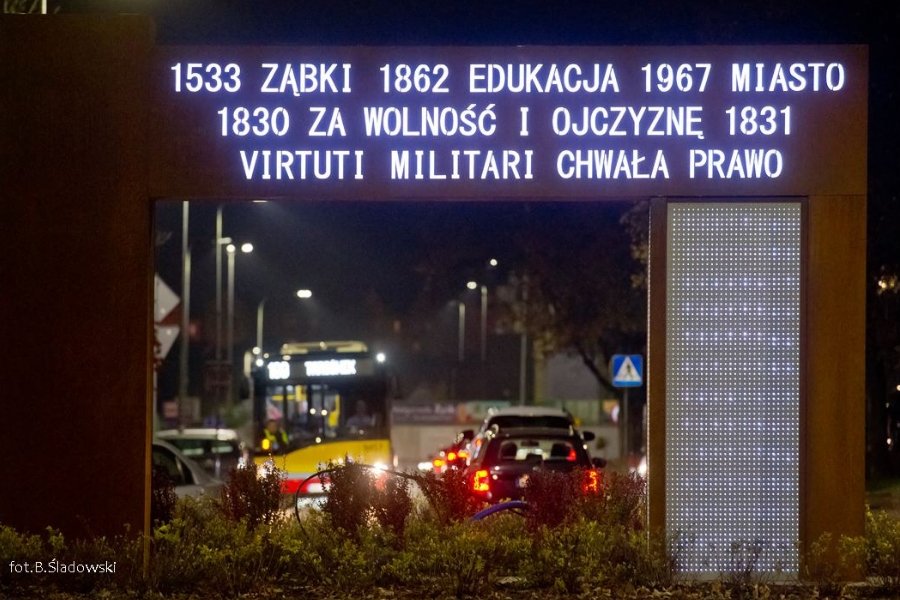 1533 ZĄBKI 1862 EDUKACJA 1967 MIASTO
1830 ZA WOLNOŚĆ I OJCZYZNĘ 1831
VIRTUTI MILITARI CHWAŁA PRAWO
fot.B.Śladowski